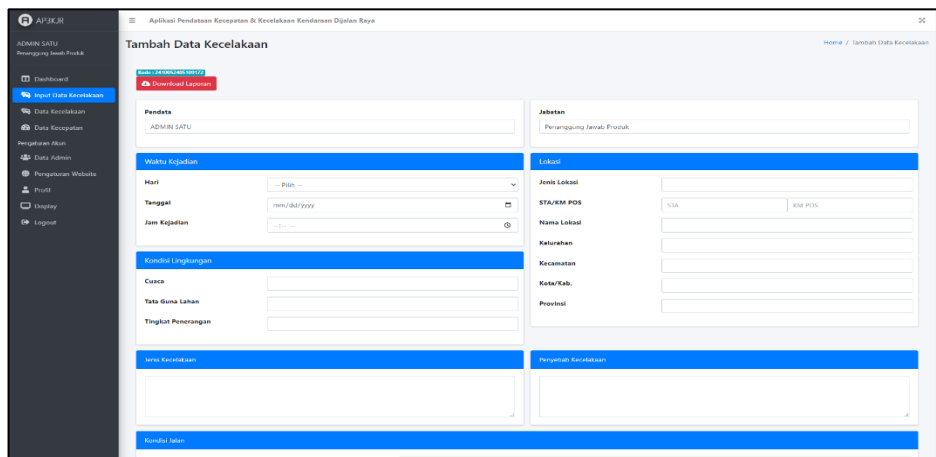 AP3KJR
Aplikasi Pendataan Kecepatan & Kecelakaan Kendaraan Dijalan Raya
ADMIN SATU
Penanggung Jawab Produk
Dashboard
Input Data Kecelakaan
Data Kecelakaan
Data Kecepatan
Pengaturan Akun
Data Admin
Pengaturan Website
Profil
Display
Logout
Tambah Data Kecelakaan
Home / Tambah Data Kecelakaan
Download Laporan
Pendata
ADMIN SATU
Jabatan
Penanggung Jawab Produk
Waktu Kejadian
Hari
-- Pilih --
Tanggal
mm/dd/yyyy
Jam Kejadian
--:-- --
Lokasi
Jenis Lokasi
STA/KM POS
STA
KM POS
Nama Lokasi
Kelurahan
Kecamatan
Kota/Kab.
Provinsi
Kondisi Lingkungan
Cuaca
Tata Guna Lahan
Tingkat Penerangan
Jenis Kecelakaan
Penyebab Kecelakaan
Kondisi Jalan